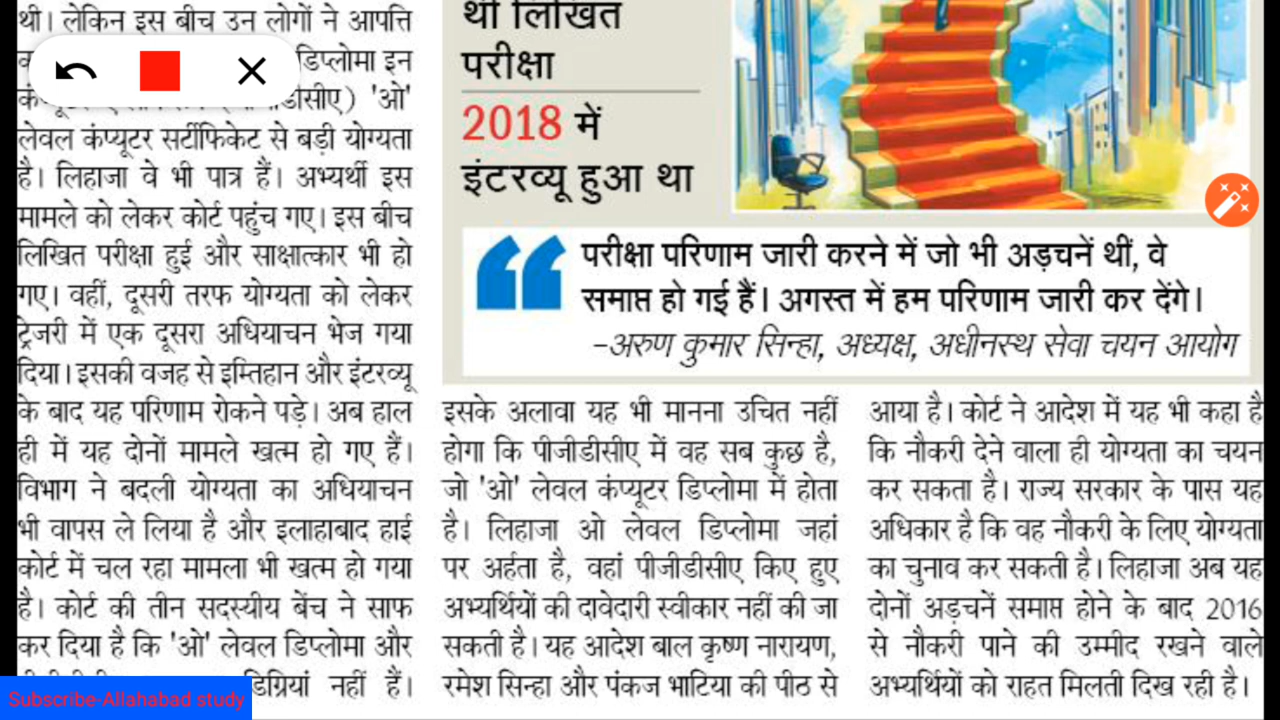 थी। लेकिन इस बीच उन लोगों ने आपत्ति
डिप्लोमा इन
'ओ'
लेवल कंप्यूटर सर्टीफिकेट से बड़ी योग्यता
है। लिहाजा वे भी पात्र हैं। अभ्यर्थी इस
मामले को लेकर कोर्ट पहुंच गए। इस बीच
लिखित परीक्षा हुई और साक्षात्कार भी हो
गए। वहीं, दूसरी तरफ योग्यता को लेकर
ट्रेजरी में एक दूसरा अधियाचन भेज गया
दिया। इसकी वजह से इम्तिहान और इंटरव्यू
के बाद यह परिणाम रोकने पड़े। अब हाल
ही में यह दोनों मामले खत्म हो गए हैं।
विभाग ने बदली योग्यता का अधियाचन
भी वापस ले लिया है और इलाहाबाद हाई
कोर्ट में चल रहा मामला भी खत्म हो गया
है। कोर्ट की तीन सदस्यीय बेंच ने साफ
कर दिया है कि 'ओ' लेवल डिप्लोमा और
डिग्रियां नहीं हैं।
थी लिखित
परीक्षा
2018 में
इंटरव्यू हुआ था
परीक्षा परिणाम जारी करने में जो भी अड़चनें थीं, वे
समाप्त हो गई हैं। अगस्त में हम परिणाम जारी कर देंगे।
-अरुण कुमार सिन्हा, अध्यक्ष, अधीनस्थ सेवा चयन आयोग
इसके अलावा यह भी मानना उचित नहीं
होगा कि पीजीडीसीए में वह सब कुछ है,
जो 'ओ' लेवल कंप्यूटर डिप्लोमा में होता
है। लिहाजा ओ लेवल डिप्लोमा जहां
पर अर्हता है, वहां पीजीडीसीए किए हुए
अभ्यर्थियों की दावेदारी स्वीकार नहीं की जा
सकती है। यह आदेश बाल कृष्ण नारायण,
रमेश सिन्हा और पंकज भाटिया की पीठ से
आया है। कोर्ट ने आदेश में यह भी कहा है
कि नौकरी देने वाला ही योग्यता का चयन
कर सकता है। राज्य सरकार के पास यह
अधिकार है कि वह नौकरी के लिए योग्यता
का चुनाव कर सकती है। लिहाजा अब यह
दोनों अड़चनें समाप्त होने के बाद 2016
से नौकरी पाने की उम्मीद रखने वाले
अभ्यर्थियों को राहत मिलती दिख रही है।
Subscribe-Allahabad study